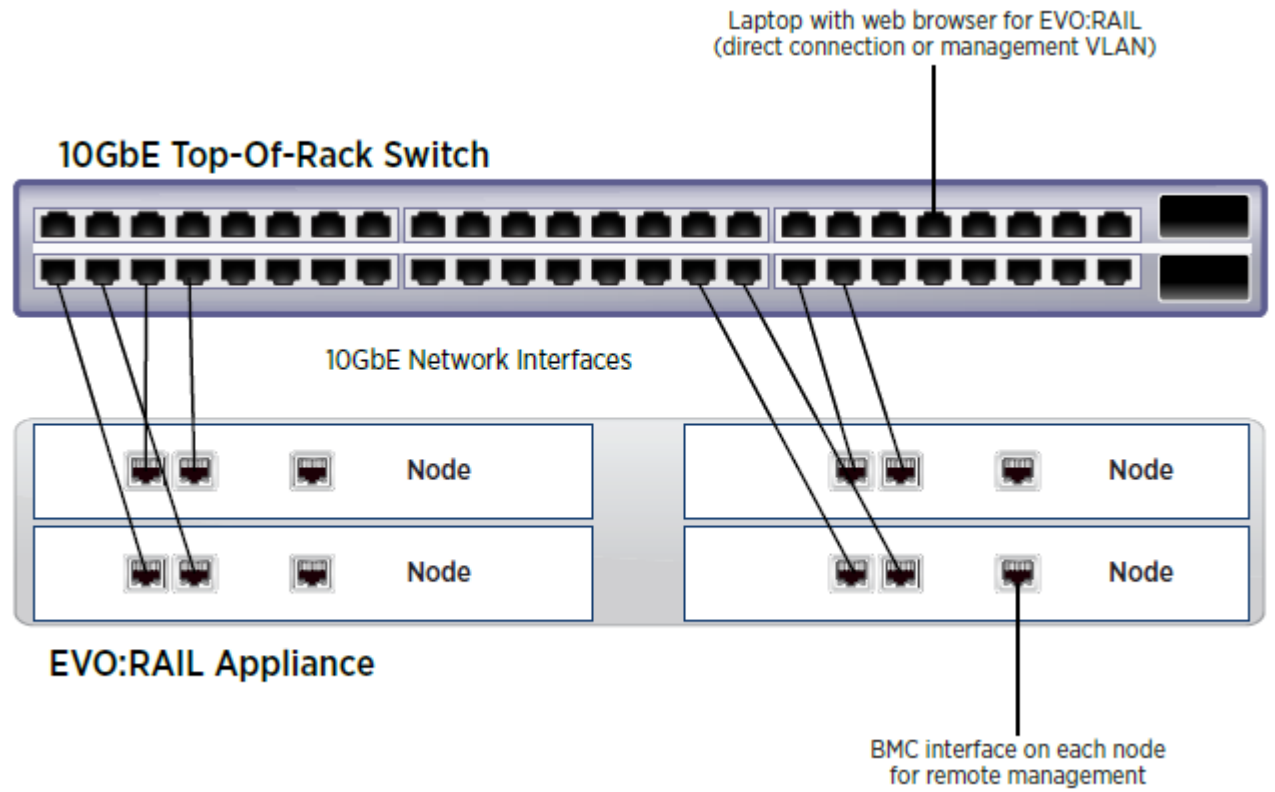 Laptop with web browser for EVO:RAIL
(direct connection or management VLAN)
10GbE Top-Of-Rack Switch
10GbE Network Interfaces
Node
Node
Node
Node
EVO:RAIL Appliance
BMC interface on each node
for remote management